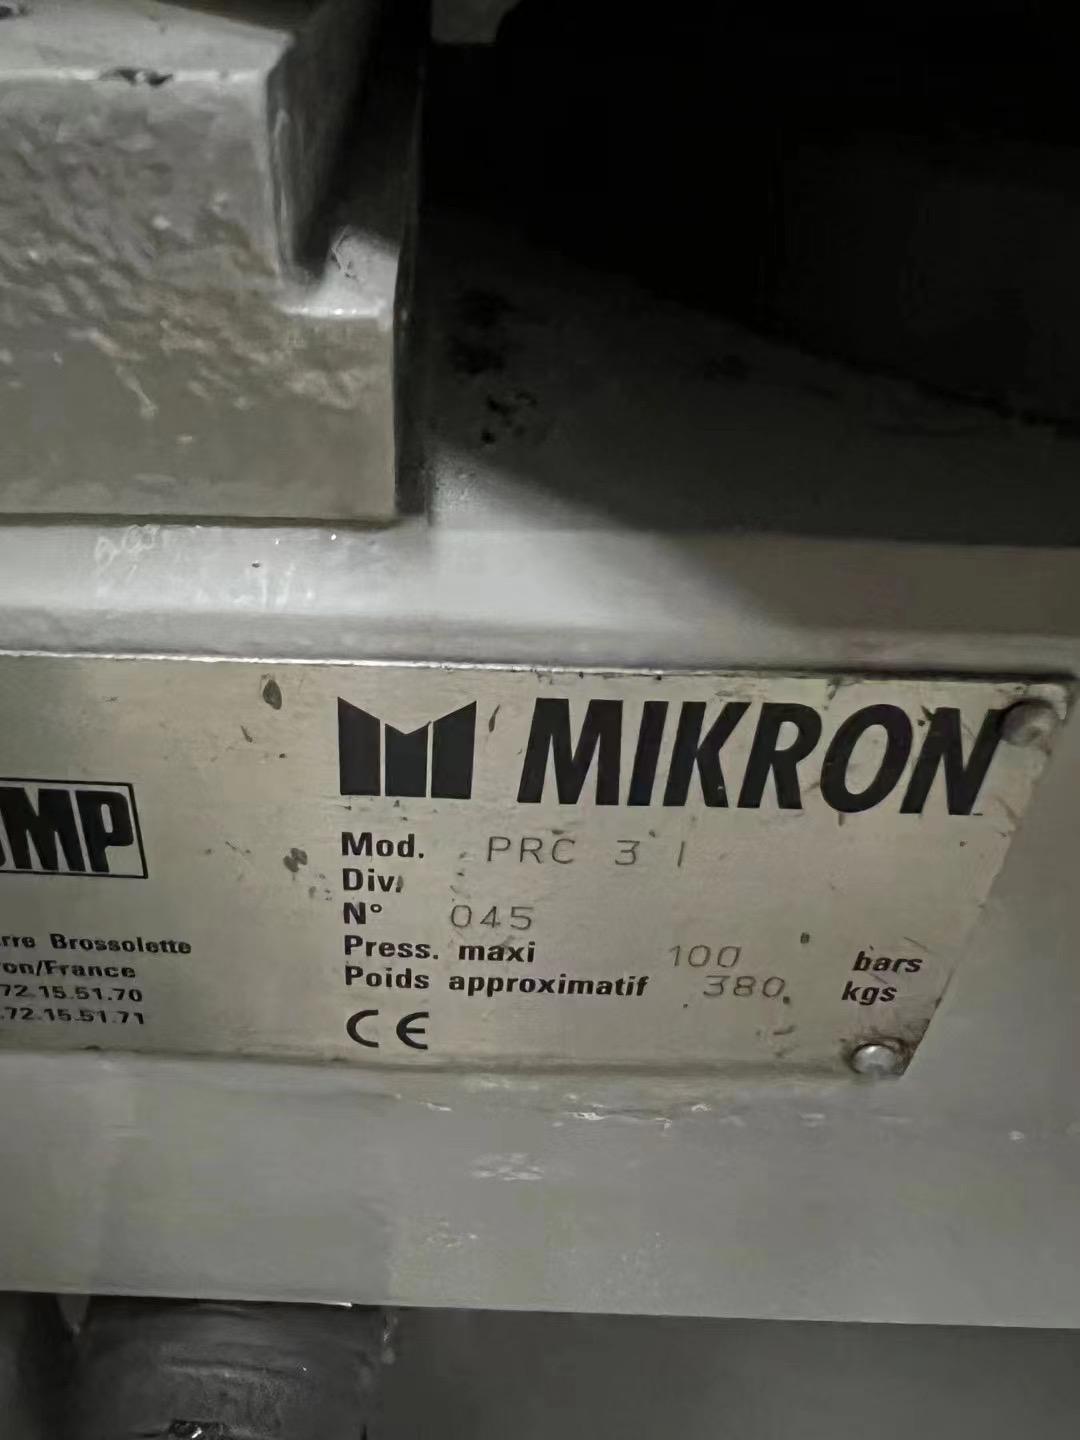 MIKRON
MP
Mod. PRC 3 1
Div.
N° 045
Press. maxi 100 bars
Poids approximatif 380 kgs
CE
rre Brossolette
on/France
72.15.51.70
.72.15.51.71